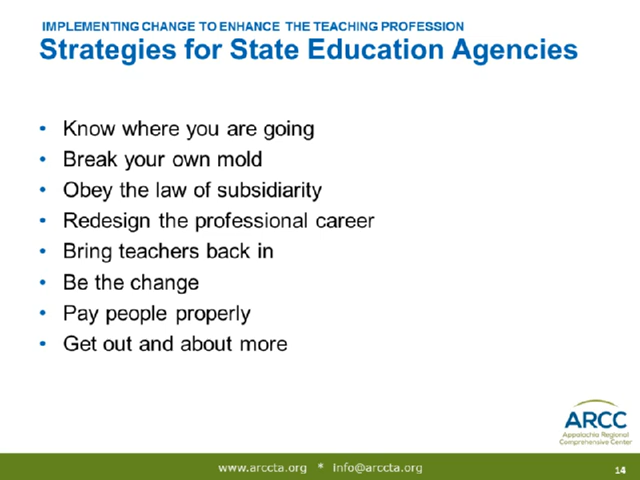 IMPLEMENTING CHANGE TO ENHANCE THE TEACHING PROFESSION
Strategies for State Education Agencies
• Know where you are going
• Break your own mold
• Obey the law of subsidiarity
• Redesign the professional career
• Bring teachers back in
• Be the change
• Pay people properly
• Get out and about more
ARCC
Appalachia Regional
Comprehensive Center
www.arccta.org * Info@arccta.org
14